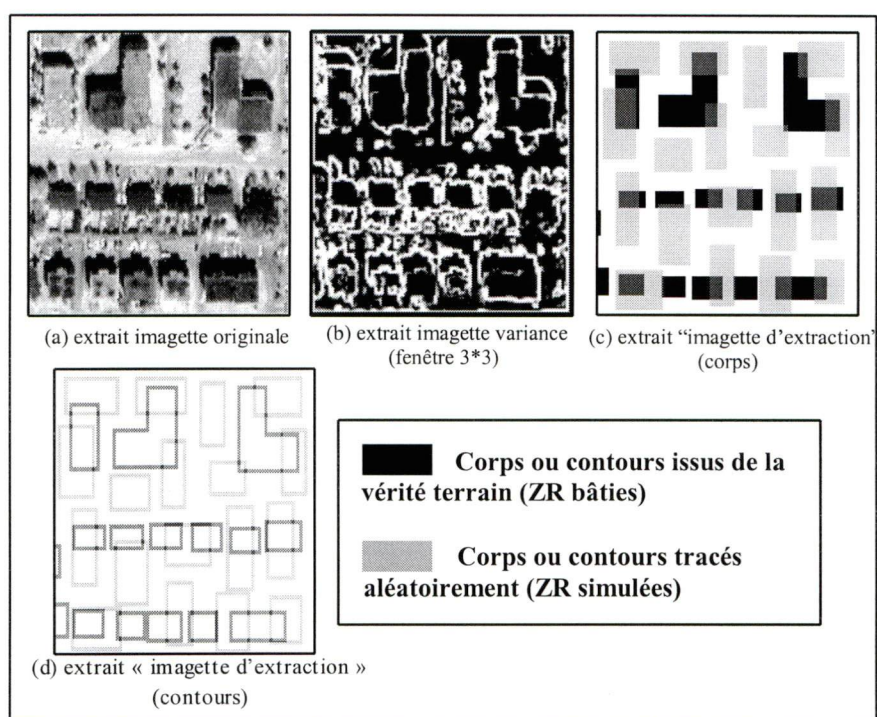 (a) extrait imagette originale
(b) extrait imagette variance
(fenêtre 3*3)
(c) extrait “imagette d'extraction”
(corps)
(d) extrait « imagette d'extraction »
(contours)
Corps ou contours issus de la
vérité terrain (ZR bâties)
Corps ou contours tracés
aléatoirement (ZR simulées)